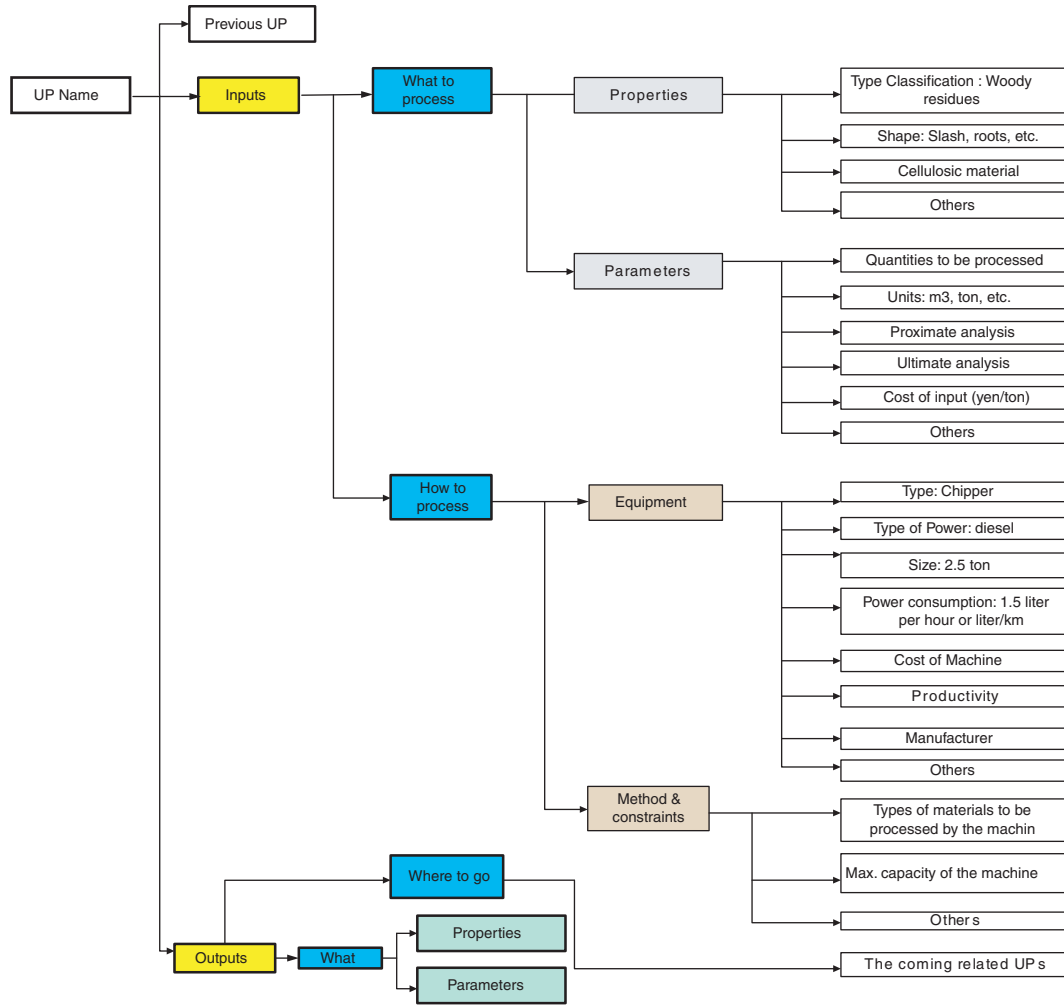 Previous UP
UP Name
Inputs
What to
process
Properties
Type Classification : Woody
residues
Shape: Slash, roots, etc.
Cellulosic material
Others
Parameters
Quantities to be processed
Units: m3, ton, etc.
Proximate analysis
Ultimate analysis
Cost of input (yen/ton)
Others
How to
process
Equipment
Type: Chipper
Type of Power: diesel
Size: 2.5 ton
Power consumption: 1.5 liter
per hour or liter/km
Cost of Machine
Productivity
Manufacturer
Others
Method &
constraints
Types of materials to be
processed by the machin
Max. capacity of the machine
Others
Where to go
Outputs
What
Properties
Parameters
The coming related UPs